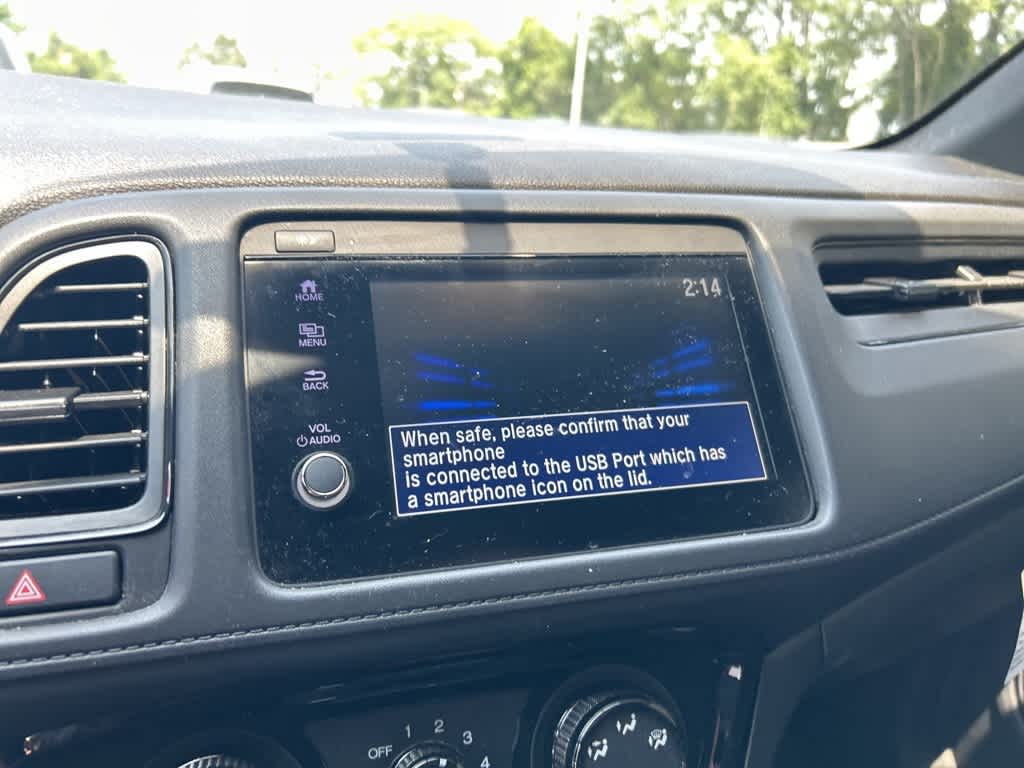 2:14
HOME
MENU
BACK
VOL
AUDIO
When safe, please confirm that your
smartphone
is connected to the USB Port which has
a smartphone icon on the lid.
OFF 1 2 3 4